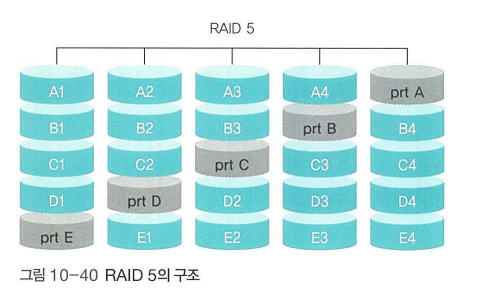 RAID 5
A1 A2 A3 A4 prt A
B1 B2 B3 prt B B4
C1 C2 prt C C3 C4
D1 prt D D2 D3 D4
prt E E1 E2 E3 E4
그림 10-40 RAID 5의 구조